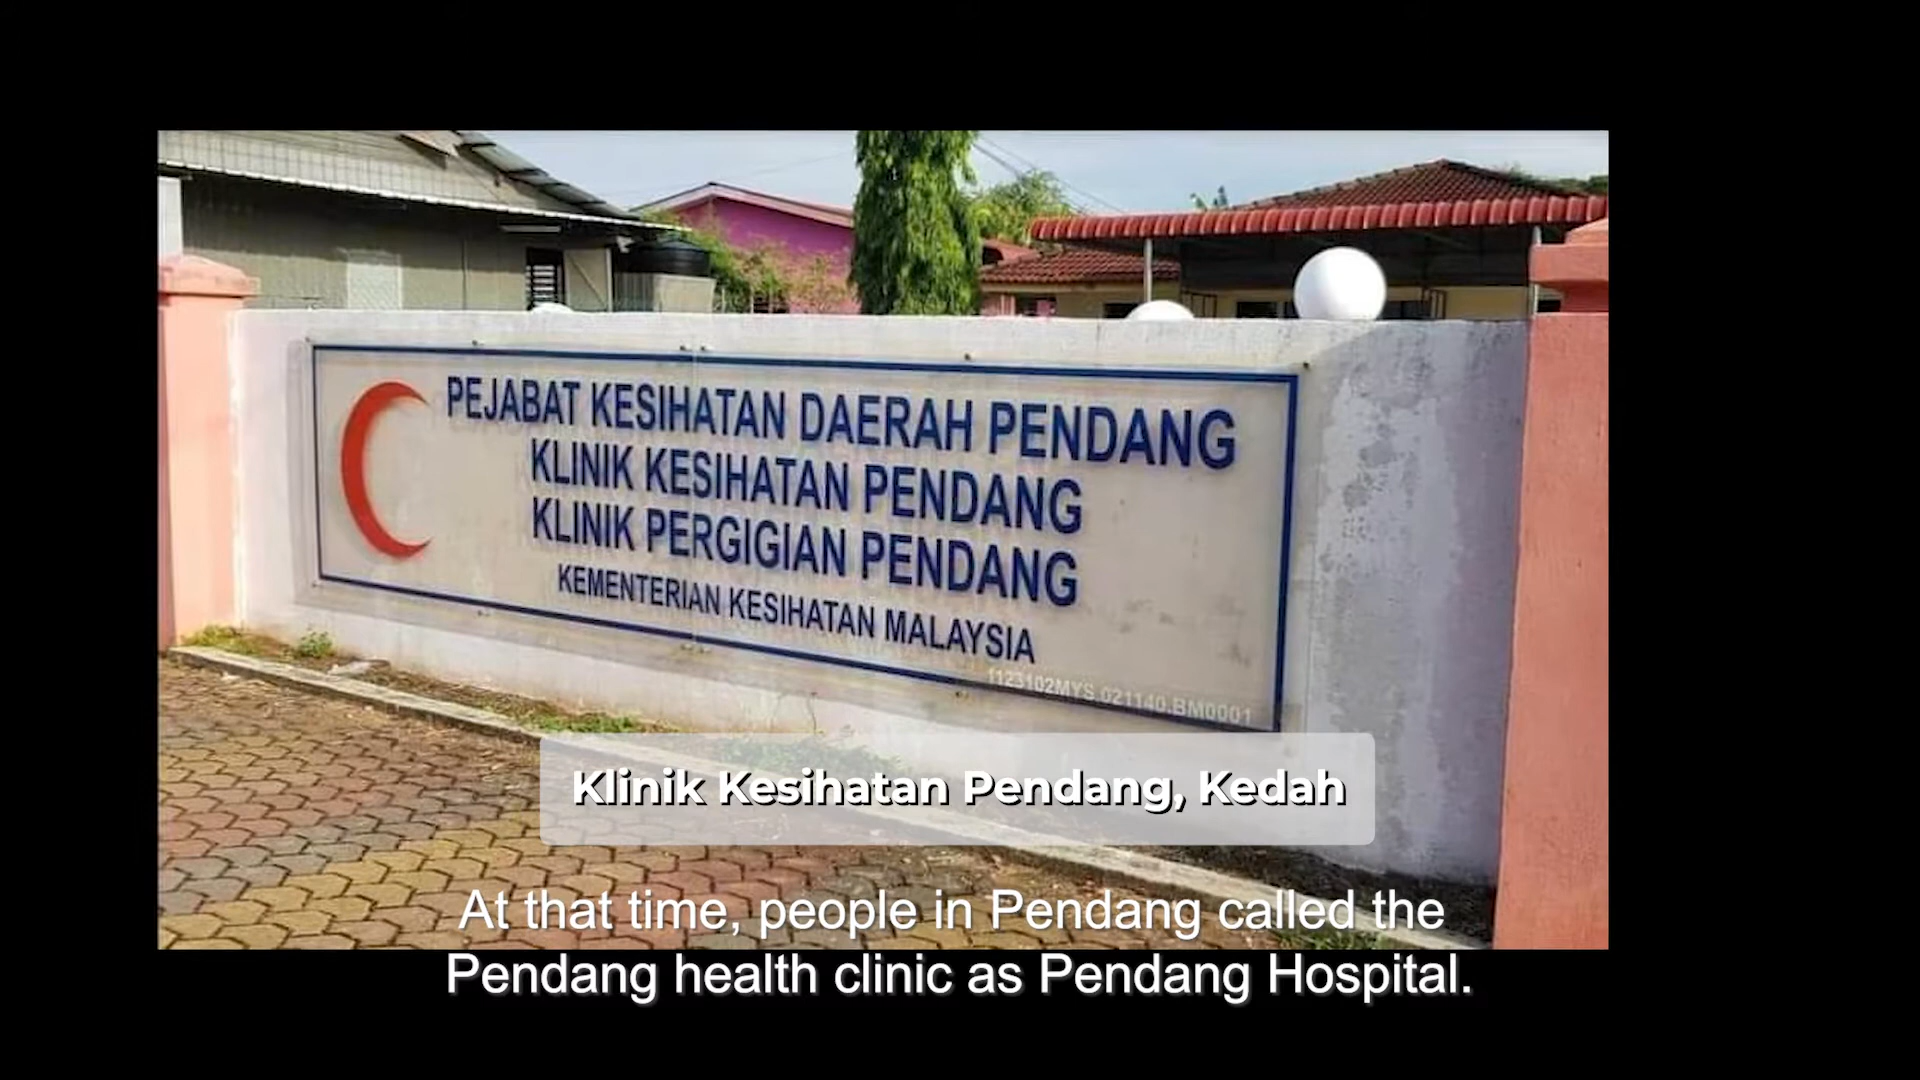 PEJABAT KESIHATAN DAERAH PENDANG
KLINIK KESIHATAN PENDANG
KLINIK PERGIGIAN PENDANG
KEMENTERIAN KESIHATAN MALAYSIA
1123102MYS.021140.BM0001
Klinik Kesihatan Pendang, Kedah
At that time, people in Pendang called the
Pendang health clinic as Pendang Hospital.